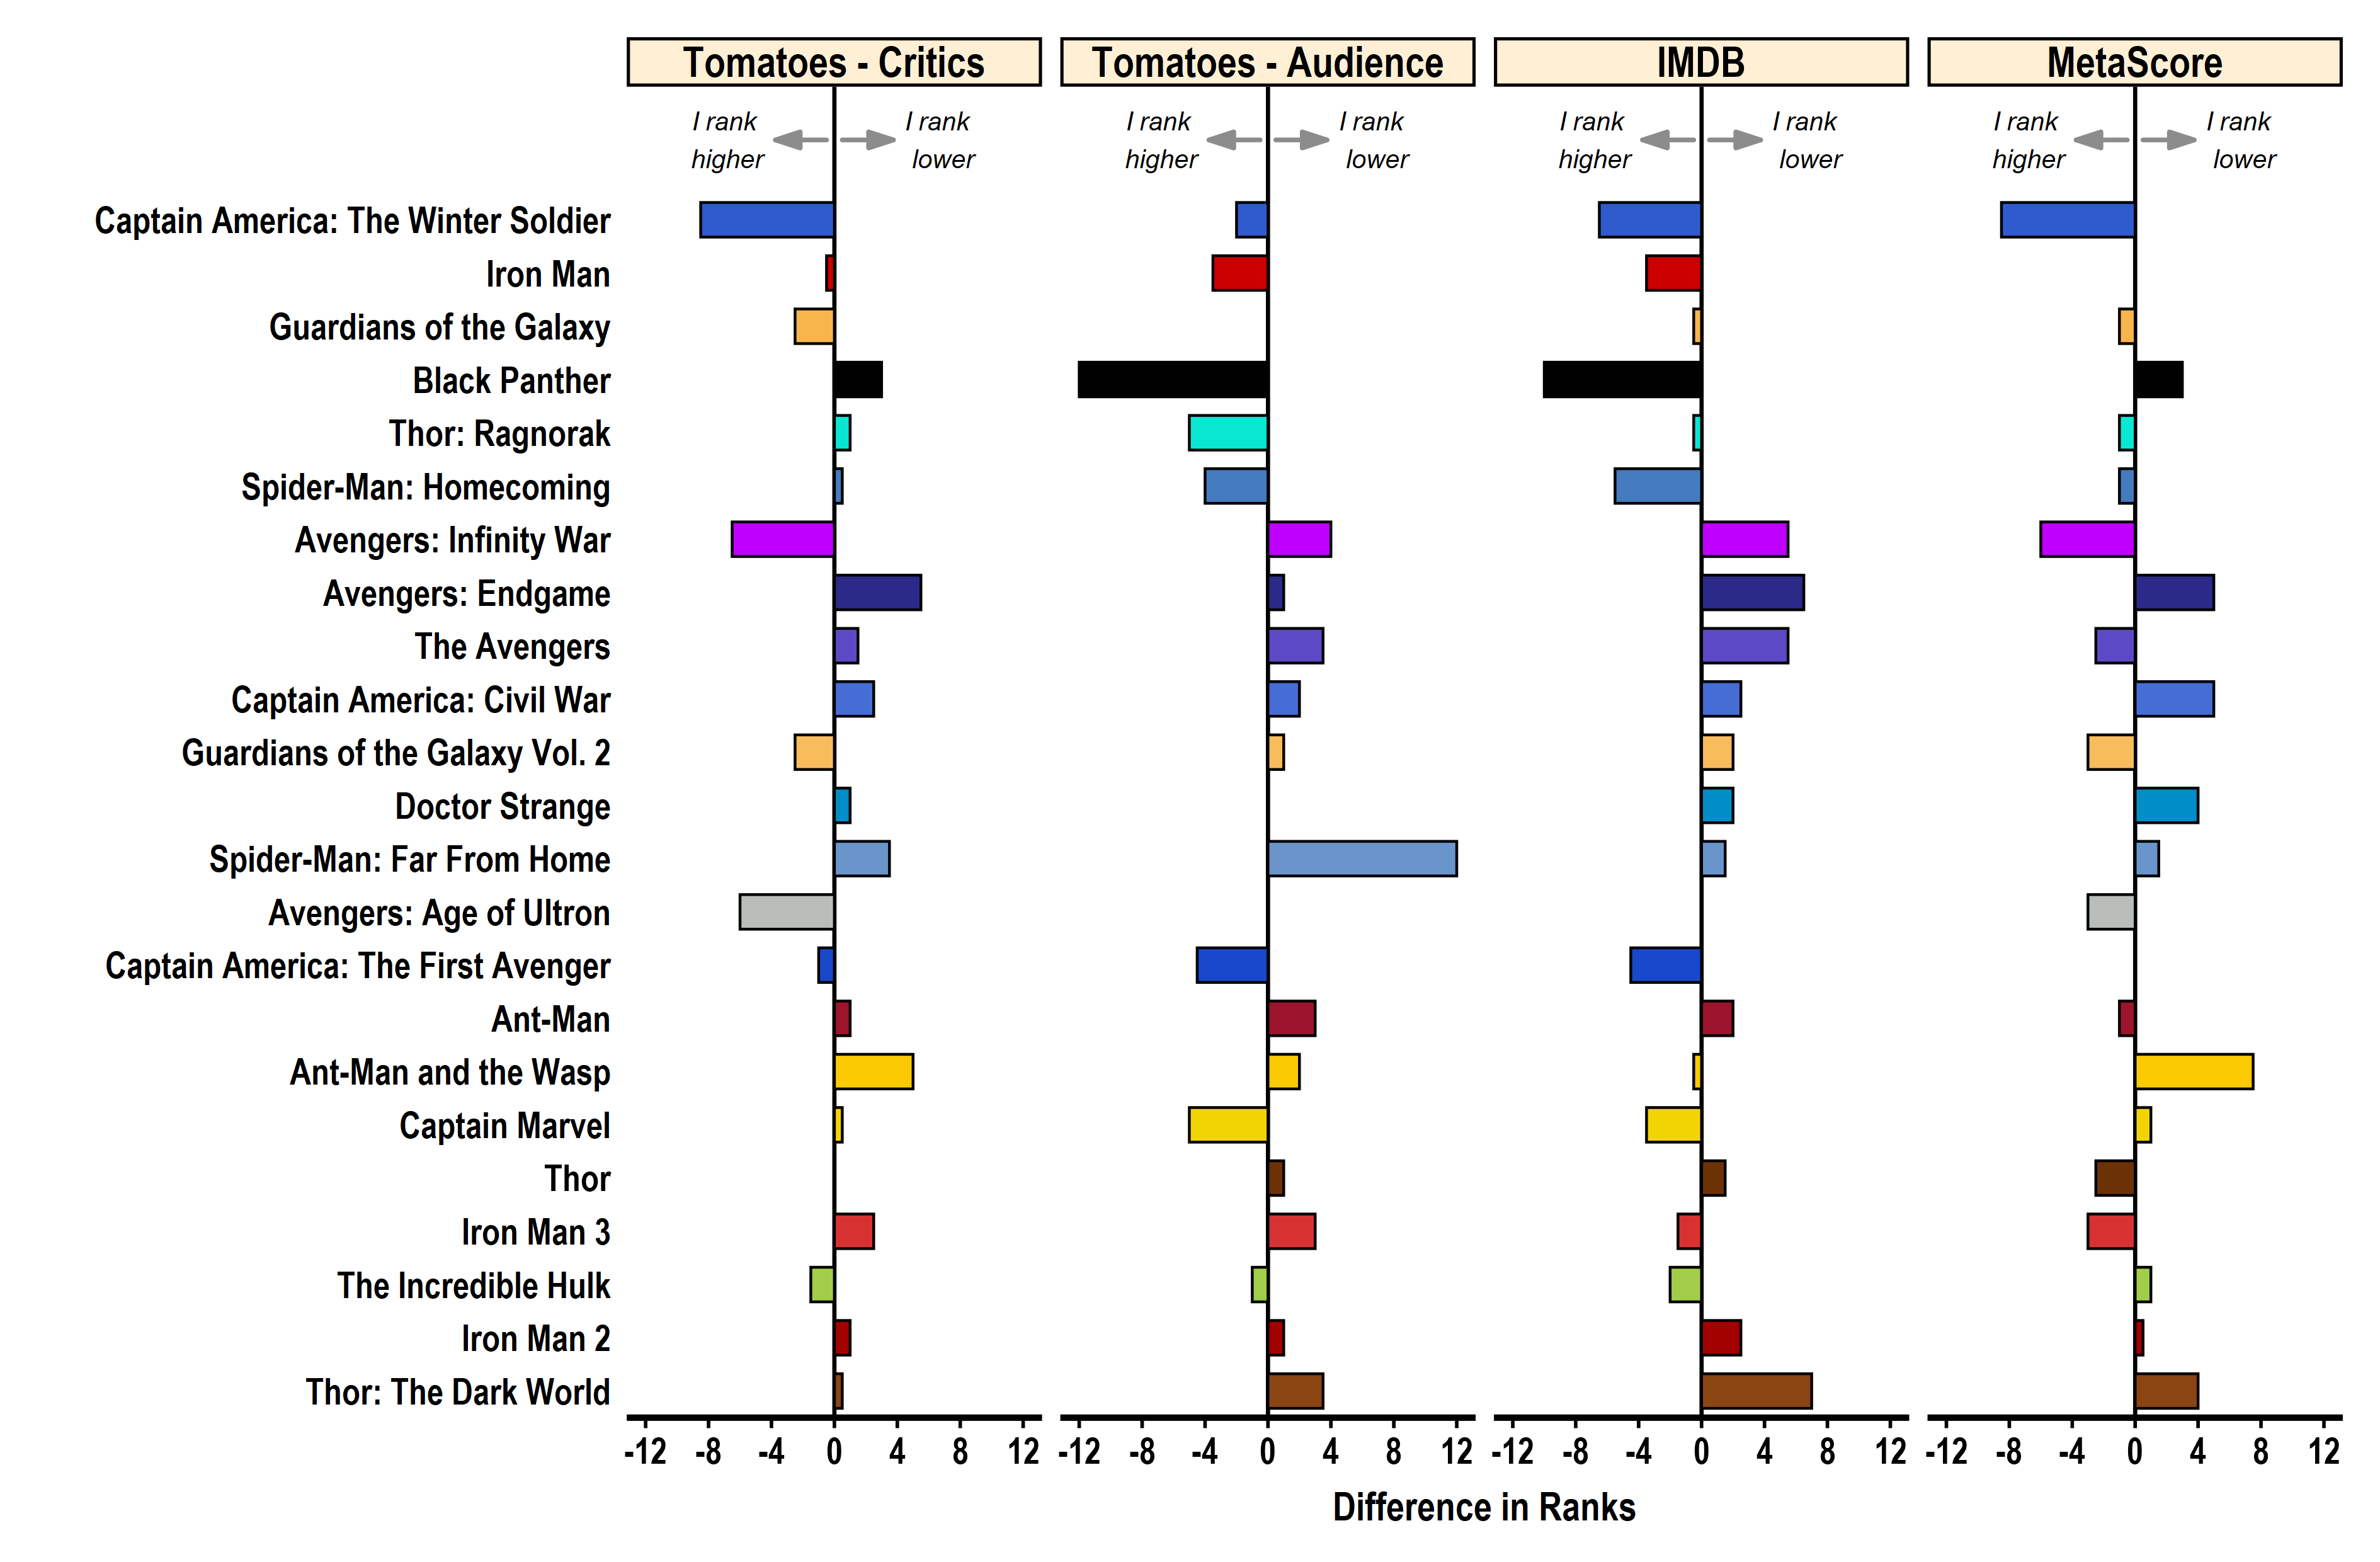 Tomatoes - Critics
Tomatoes - Audience
IMDB
MetaScore
I rank
higher
I rank
lower
I rank
higher
I rank
lower
I rank
higher
I rank
lower
I rank
higher
I rank
lower
Captain America: The Winter Soldier
Iron Man
Guardians of the Galaxy
Black Panther
Thor: Ragnorak
Spider-Man: Homecoming
Avengers: Infinity War
Avengers: Endgame
The Avengers
Captain America: Civil War
Guardians of the Galaxy Vol. 2
Doctor Strange
Spider-Man: Far From Home
Avengers: Age of Ultron
Captain America: The First Avenger
Ant-Man
Ant-Man and the Wasp
Captain Marvel
Thor
Iron Man 3
The Incredible Hulk
Iron Man 2
Thor: The Dark World
-12 -8 -4 0 4 8 12
-12 -8 -4 0 4 8 12
-12 -8 -4 0 4 8 12
-12 -8 -4 0 4 8 12
Difference in Ranks